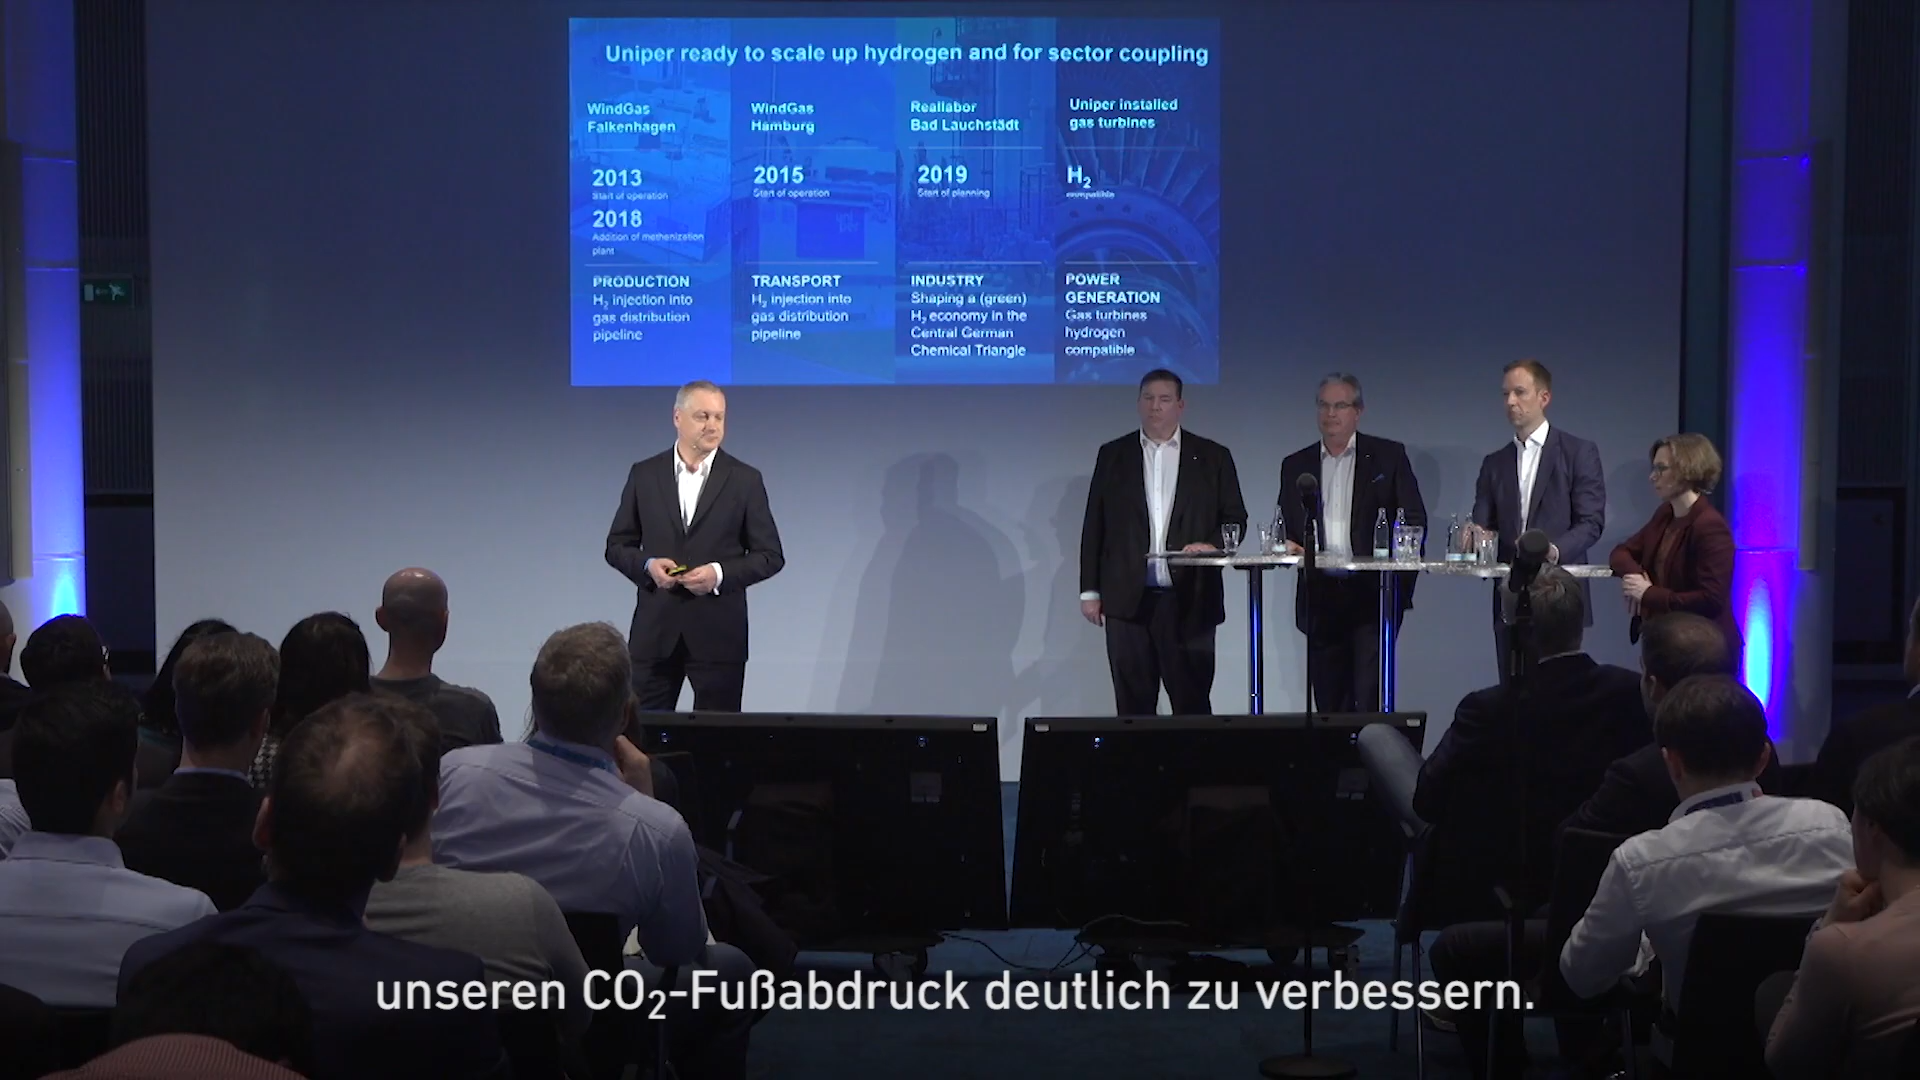 Uniper ready to scale up hydrogen and for sector coupling
WindGas
Falkenhagen
2013
Start of operation
2018
Addition of methanization
plant
PRODUCTION
H₂ injection into
gas distribution
pipeline
WindGas
Hamburg
2015
Start of operation
TRANSPORT
H₂ injection into
gas distribution
pipeline
Reallabor
Bad Lauchstädt
2019
Start of planning
INDUSTRY
Shaping a (green)
H₂ economy in the
Central German
Chemical Triangle
Uniper installed
gas turbines
H₂
compatible
POWER
GENERATION
Gas turbines
hydrogen
compatible
unseren CO₂-Fußabdruck deutlich zu verbessern.